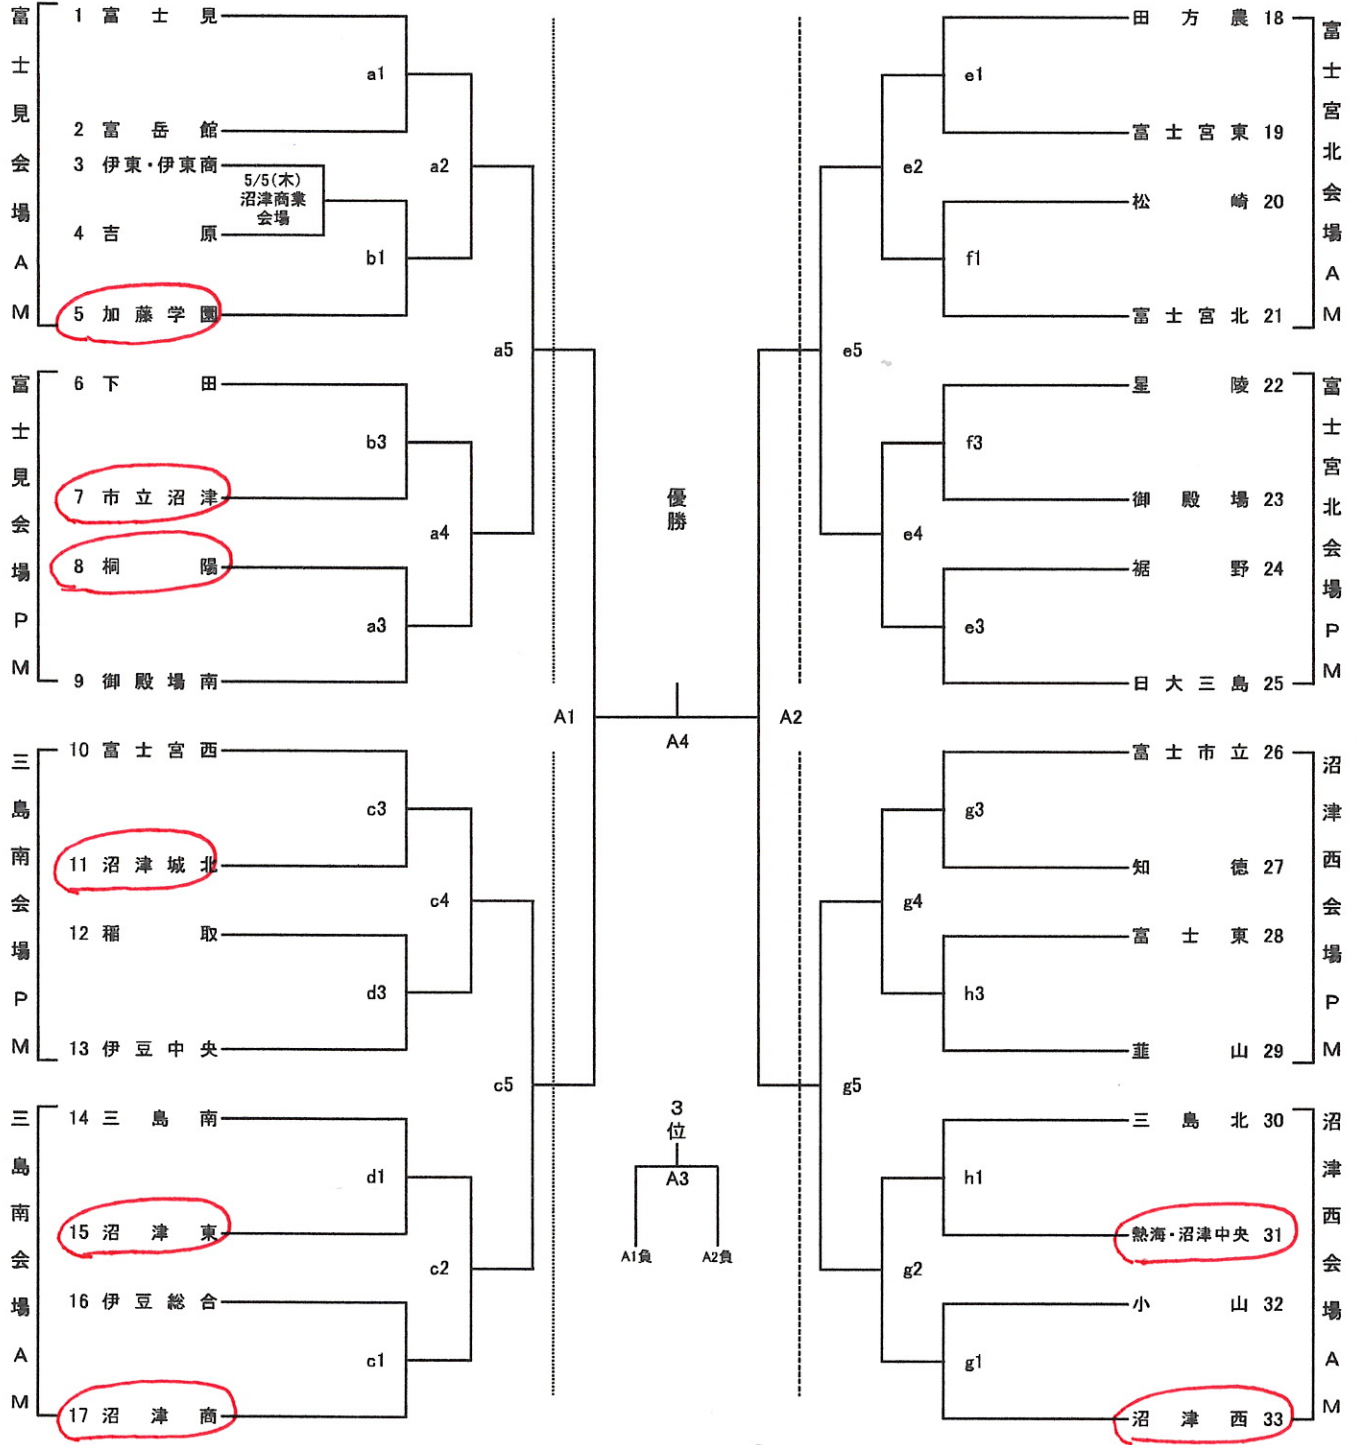 富士見会場AM
1 富士見
a1
2 富岳館
a2
3 伊東・伊東商
5/5(木)
沼津商業
会場
4 吉原
b1
5 加藤学園
a5
富士見会場PM
6 下田
b3
7 市立沼津
a4
8 桐陽
a3
9 御殿場南
A1
三島南会場PM
10 富士宮西
c3
11 沼津城北
c4
12 稲取
d3
13 伊豆中央
c5
三島南会場AM
14 三島南
d1
15 沼津東
c2
16 伊豆総合
c1
17 沼津商
優勝
A4
3位
A3
A1負
A2負
富士宮北会場AM
田方農 18
e1
富士宮東 19
e2
松崎 20
f1
富士宮北 21
e5
富士宮北会場PM
星陵 22
f3
御殿場 23
e4
裾野 24
e3
日大三島 25
A2
沼津西会場PM
富士市立 26
g3
知徳 27
g4
富士東 28
h3
韮山 29
g5
沼津西会場AM
三島北 30
h1
熱海・沼津中央 31
g2
小山 32
g1
沼津西 33